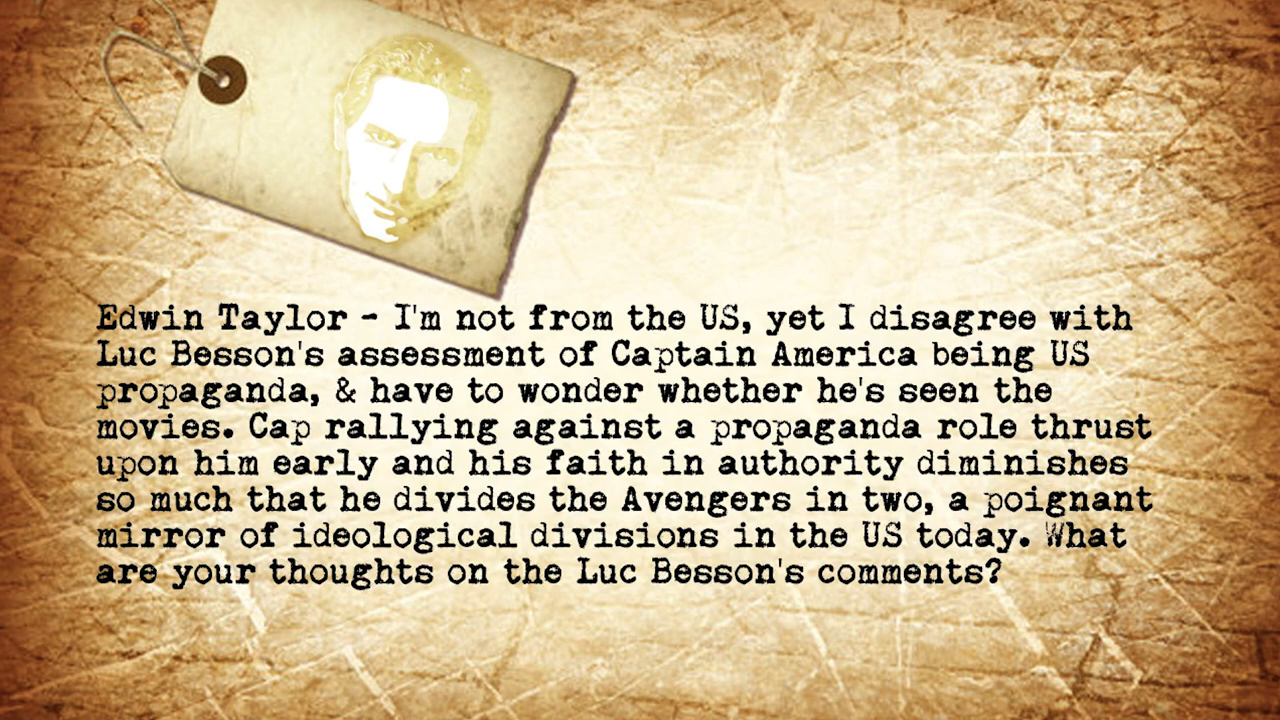 Edwin Taylor - I'm not from the US, yet I disagree with
Luc Besson's assessment of Captain America being US
propaganda, & have to wonder whether he's seen the
movies. Cap rallying against a propaganda role thrust
upon him early and his faith in authority diminishes
so much that he divides the Avengers in two, a poignant
mirror of ideological divisions in the US today. What
are your thoughts on the Luc Besson's comments?